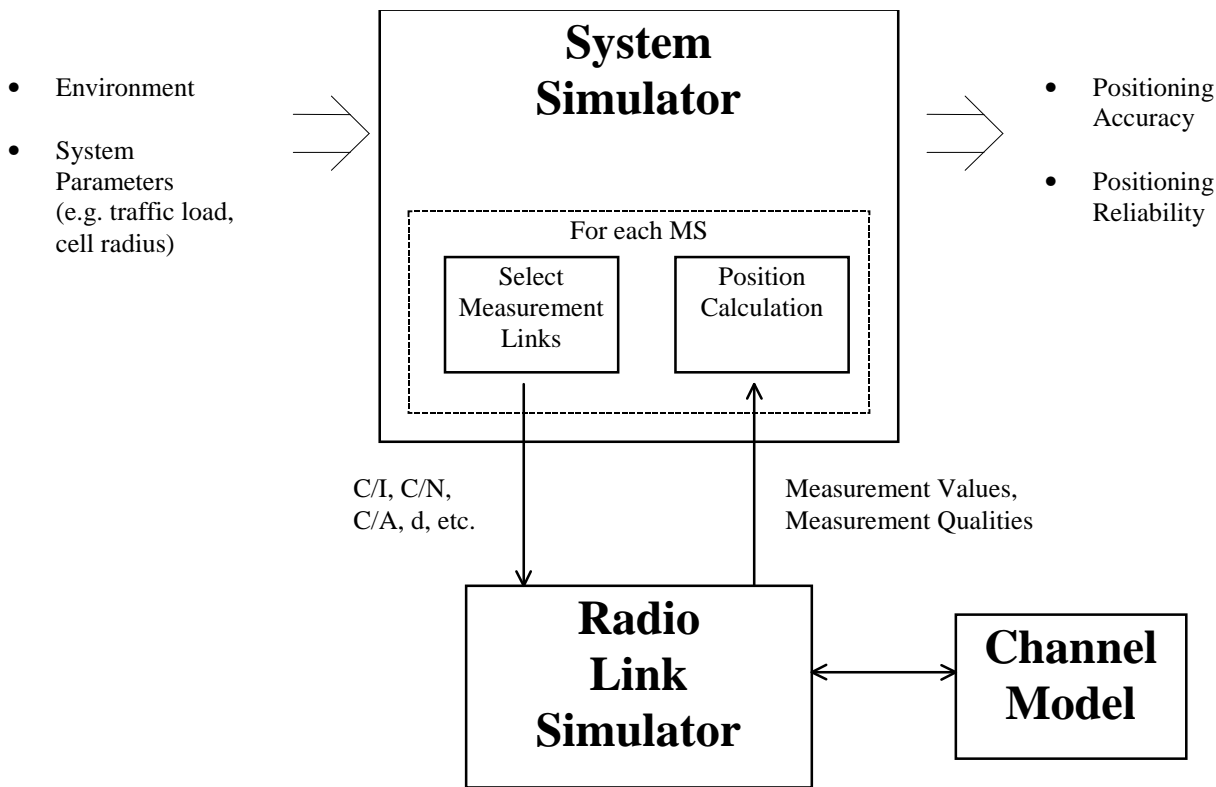 System
Simulator
• Environment
• System
Parameters
(e.g. traffic load,
cell radius)
• Positioning
Accuracy
• Positioning
Reliability
For each MS
Select
Measurement
Links
Position
Calculation
C/I, C/N,
C/A, d, etc.
Measurement Values,
Measurement Qualities
Radio
Link
Simulator
Channel
Model